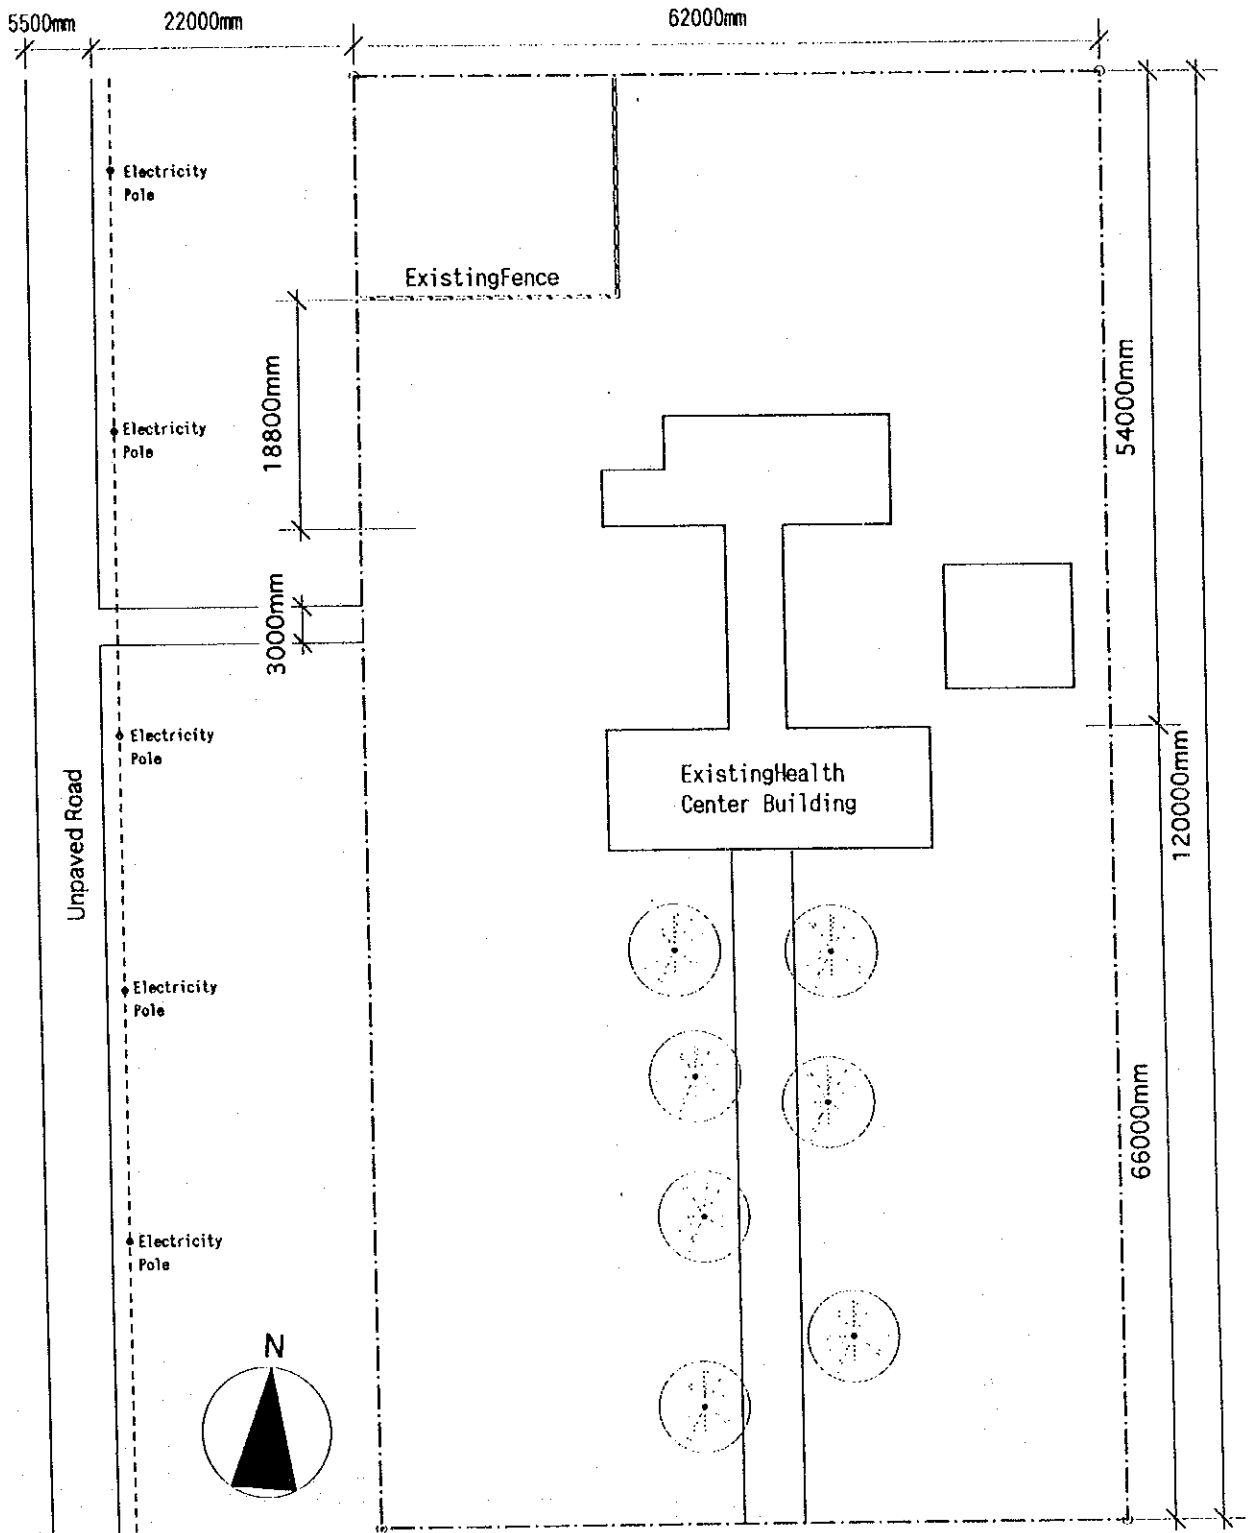 5500mm
22000mm
62000mm
Electricity
Pole
ExistingFence
18800mm
54000mm
Electricity
Pole
3000mm
Electricity
Pole
Unpaved Road
ExistingHealth
Center Building
120000mm
Electricity
Pole
66000mm
Electricity
Pole
N